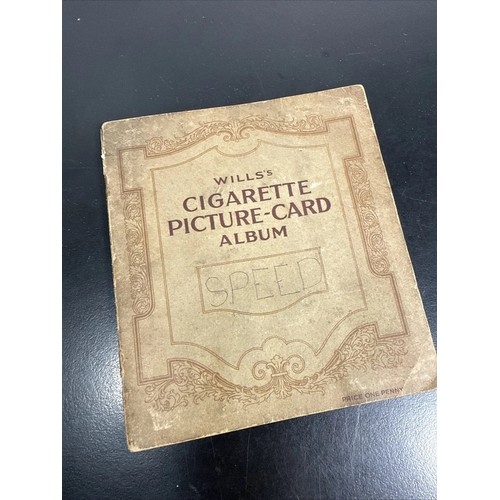 WILLS's
CIGARETTE
PICTURE-CARD
ALBUM
SPEED
PRICE ONE PENNY